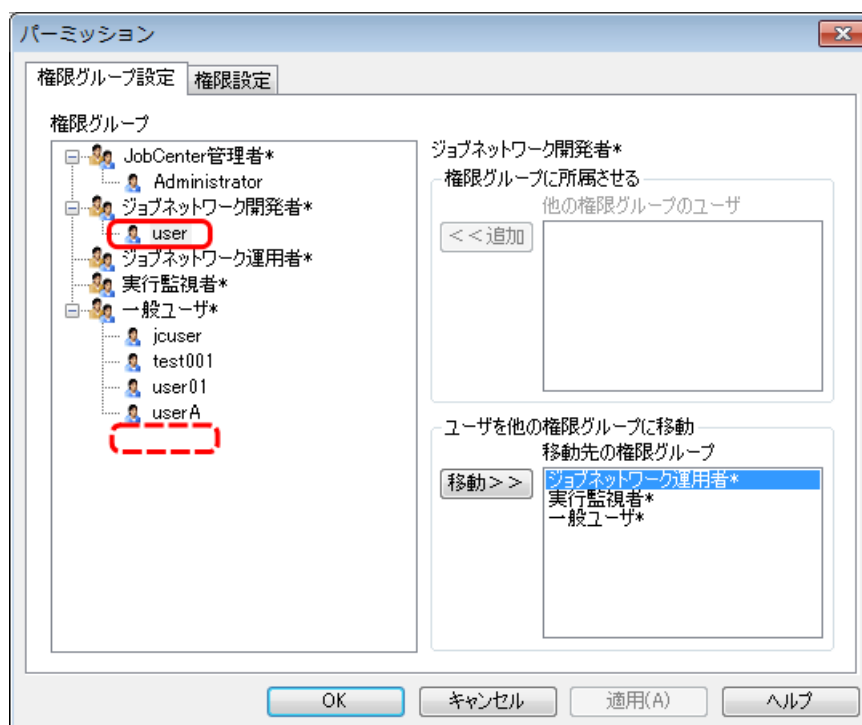 パーミッション
権限グループ設定 権限設定
権限グループ
JobCenter管理者*
Administrator
ジョブネットワーク開発者*
user
ジョブネットワーク運用者*
実行監視者*
一般ユーザ*
jcuser
test001
user01
userA
ジョブネットワーク開発者*
権限グループに所属させる
他の権限グループのユーザ
<<追加
ユーザを他の権限グループに移動
移動先の権限グループ
移動>>
ジョブネットワーク運用者*
実行監視者*
一般ユーザ*
OK キャンセル 適用(A) ヘルプ